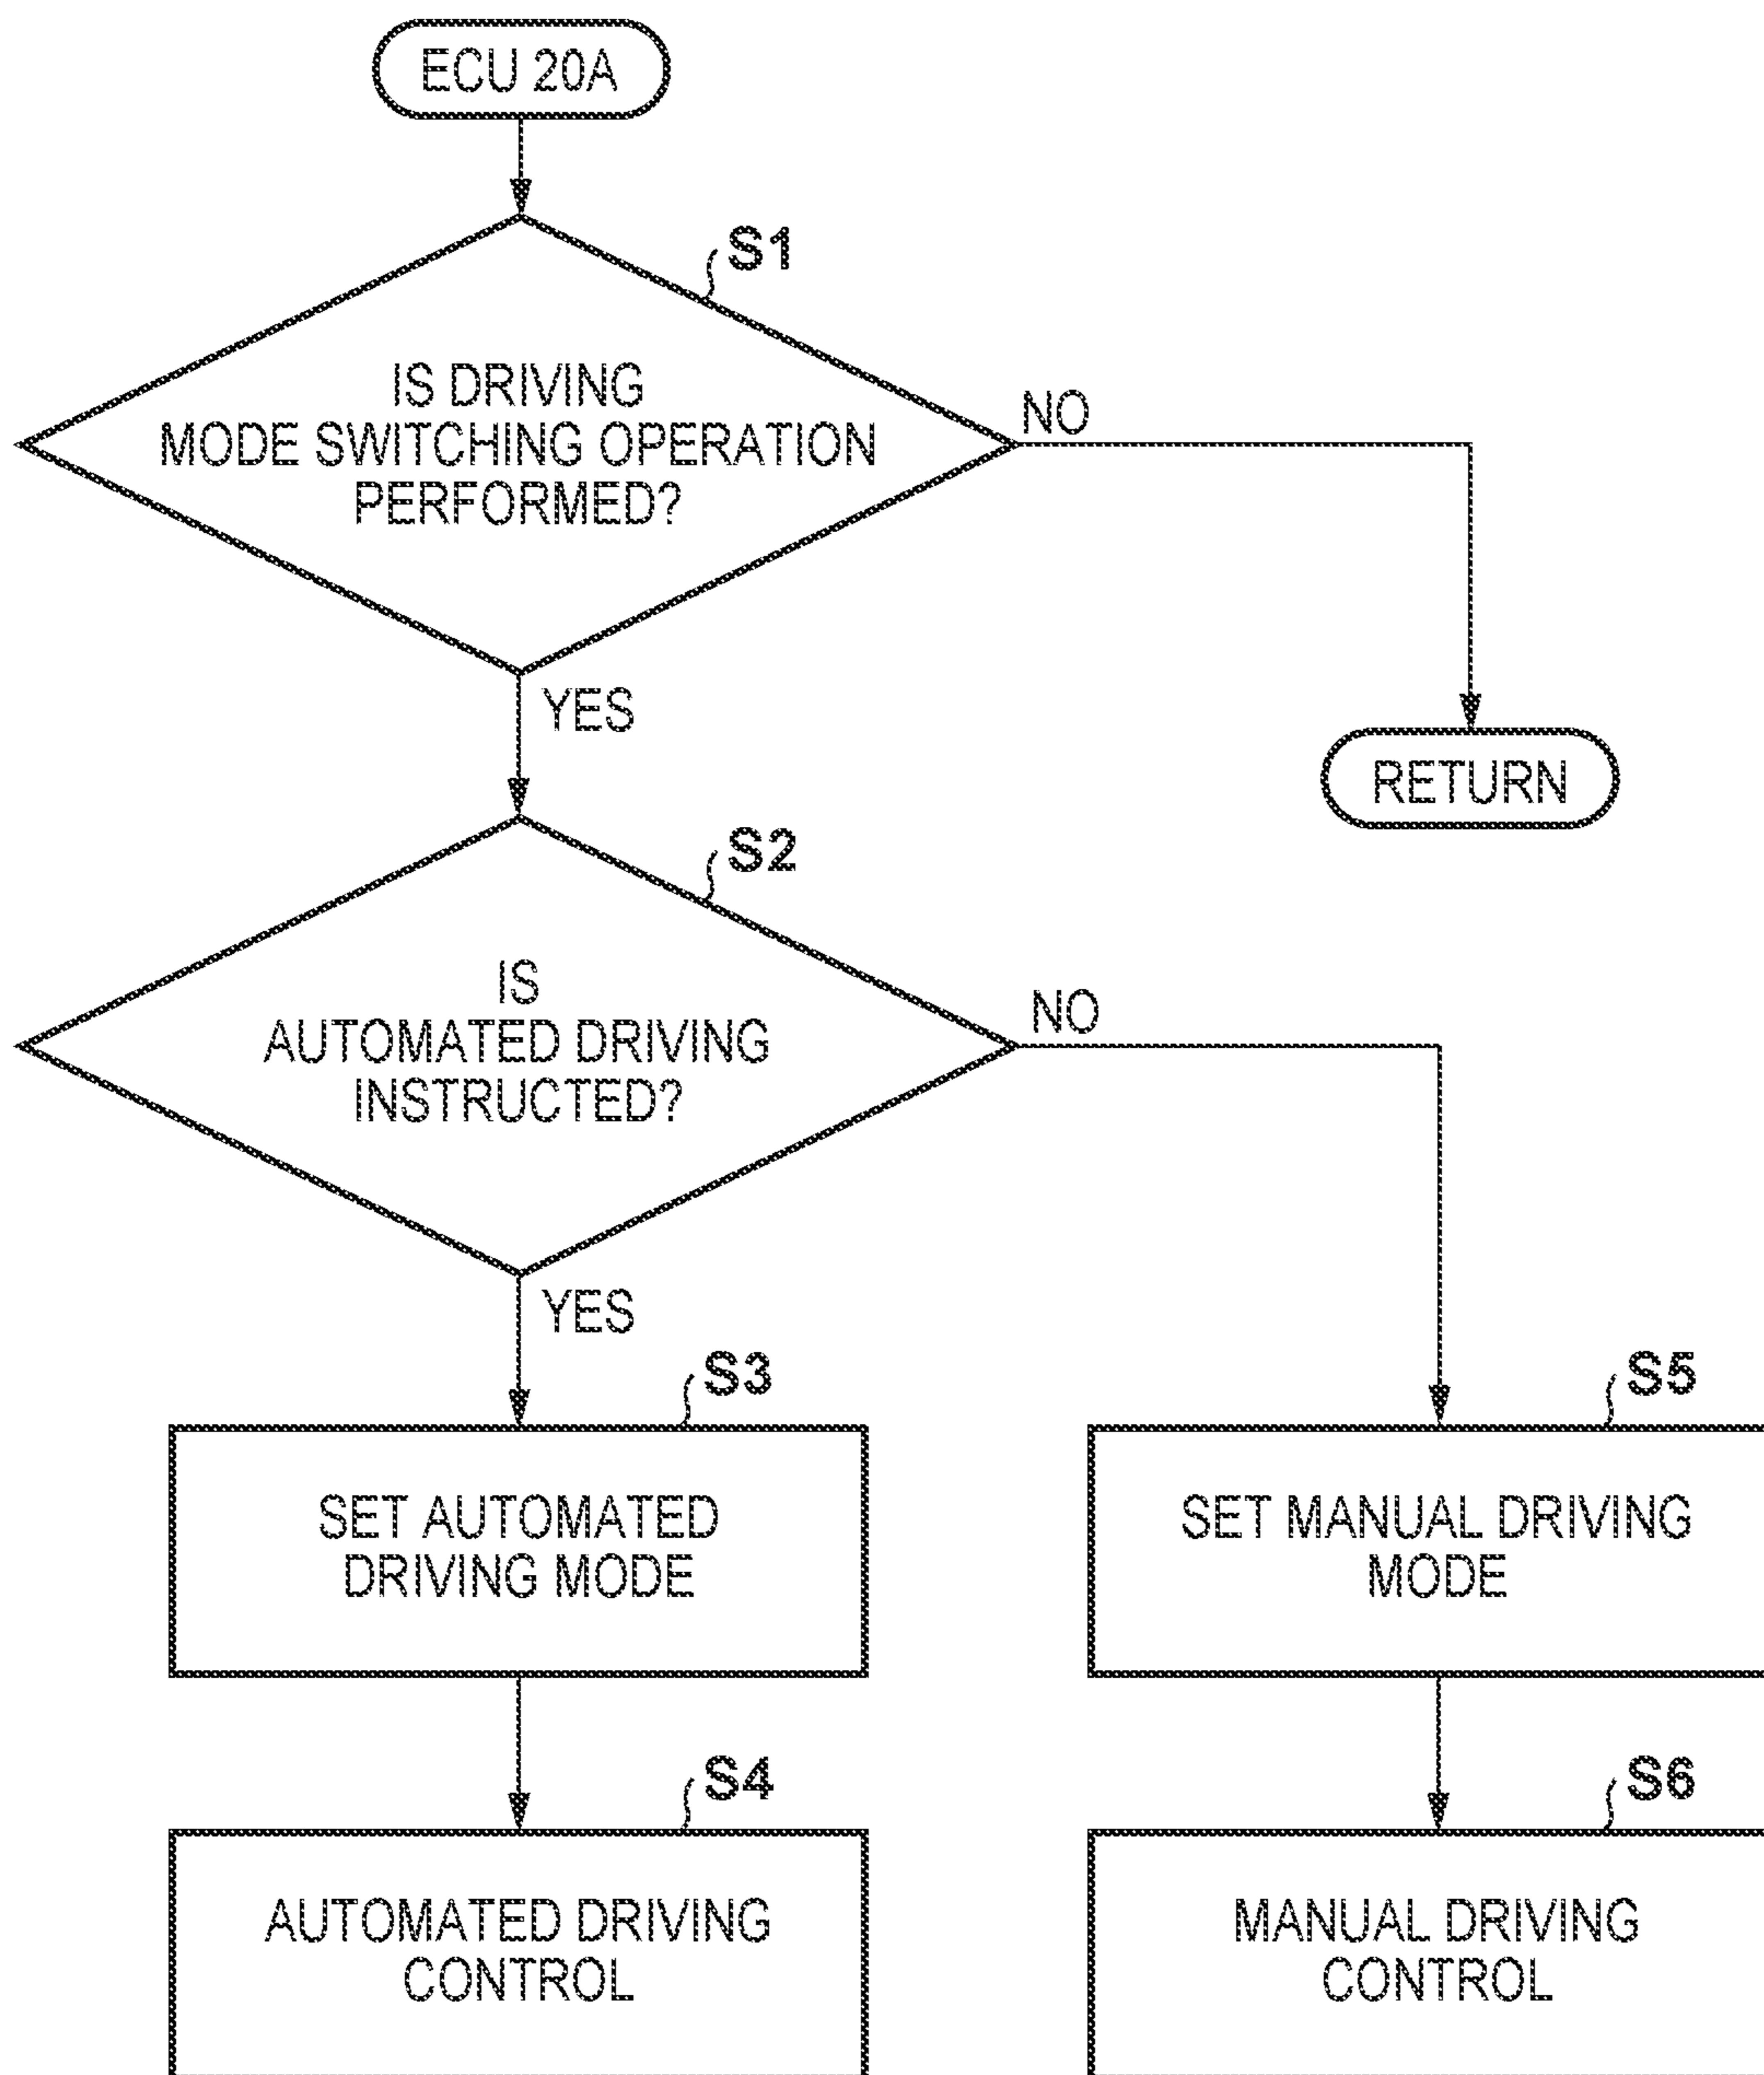 ECU 20A
S1
IS DRIVING
MODE SWITCHING OPERATION
PERFORMED?
NO
YES
RETURN
S2
IS
AUTOMATED DRIVING
INSTRUCTED?
NO
YES
S3
SET AUTOMATED
DRIVING MODE
S5
SET MANUAL DRIVING
MODE
S4
AUTOMATED DRIVING
CONTROL
S6
MANUAL DRIVING
CONTROL